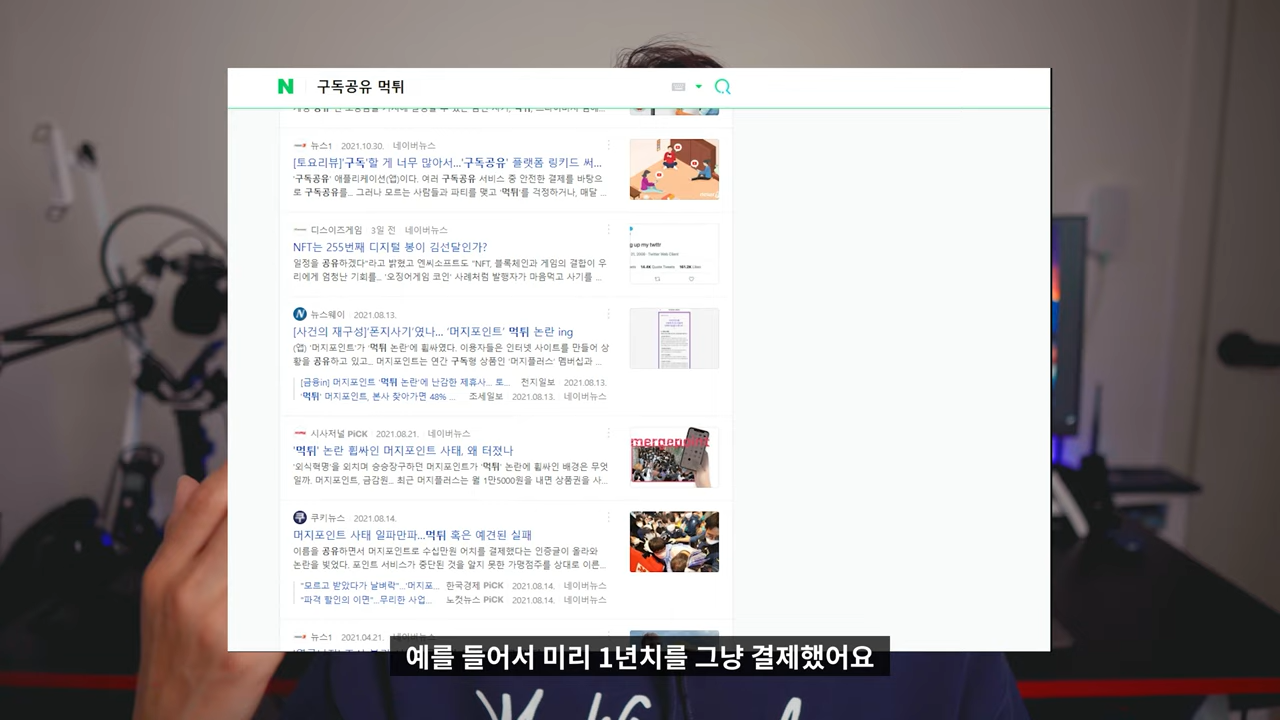 N 구독공유 먹튀
뉴스1 2021.10.30. 네이버뉴스
[토요리뷰]'구독'할 게 너무 많아서...'구독공유' 플랫폼 링키드 써...
'구독공유' 애플리케이션(앱)이다. 여러 구독공유 서비스 중 안전한 결제를 바탕으
로 구독공유를... 그러나 모르는 사람들과 파티를 맺고 '먹튀'를 걱정하거나, 매달 ...
디스이즈게임 3일 전 네이버뉴스
NFT는 255번째 디지털 봉이 김선달인가?
일정을 공유하겠다"라고 밝혔고 엔씨소프트도 "NFT, 블록체인과 게임의 결합이 우
리에게 엄청난 기회를... '오징어게임 코인' 사례처럼 발행자가 마음먹고 사기를 ...
g up my twttr
뉴스웨이 2021.08.13.
[사건의 재구성]'폰지사기'였나... '머지포인트' 먹튀 논란 ing
(앱) '머지포인트'가 '먹튀 논란'에 휩싸였다. 이용자들은 인터넷 사이트를 만들어 상
황을 공유하고 있고... 머지포인트는 연간 구독형 상품인 '머지플러스' 멤버십과 ...
[금융in] 머지포인트 '먹튀 논란'에 난감한 제휴사... 토... 천지일보 2021.08.13.
'먹튀' 머지포인트, 본사 찾아가면 48% ... 조세일보 2021.08.13. 네이버뉴스
시사저널 PiCK 2021.08.21. 네이버뉴스
'먹튀' 논란 휩싸인 머지포인트 사태, 왜 터졌나
'외식혁명'을 외치며 승승장구하던 머지포인트가 '먹튀' 논란에 휩싸인 배경은 무엇
일까. 머지포인트, 금감원... 최근 머지플러스는 월 1만5000원을 내면 상품권을 사...
mergepoint
쿠키뉴스 2021.08.14.
머지포인트 사태 일파만파...먹튀 혹은 예견된 실패
이름을 공유하면서 머지포인트로 수십만원 어치를 결제했다는 인증글이 올라와
논란을 빚었다. 포인트 서비스가 중단된 것을 알지 못한 가맹점주를 상대로 이른...
"모르고 받았다가 날벼락"...'머지포... 한국경제 PiCK 2021.08.14. 네이버뉴스
"파격 할인의 이면"...무리한 사업... 노컷뉴스 PiCK 2021.08.14. 네이버뉴스
뉴스1 2021.04.21. 네이버뉴스
예를 들어서 미리 1년치를 그냥 결제했어요